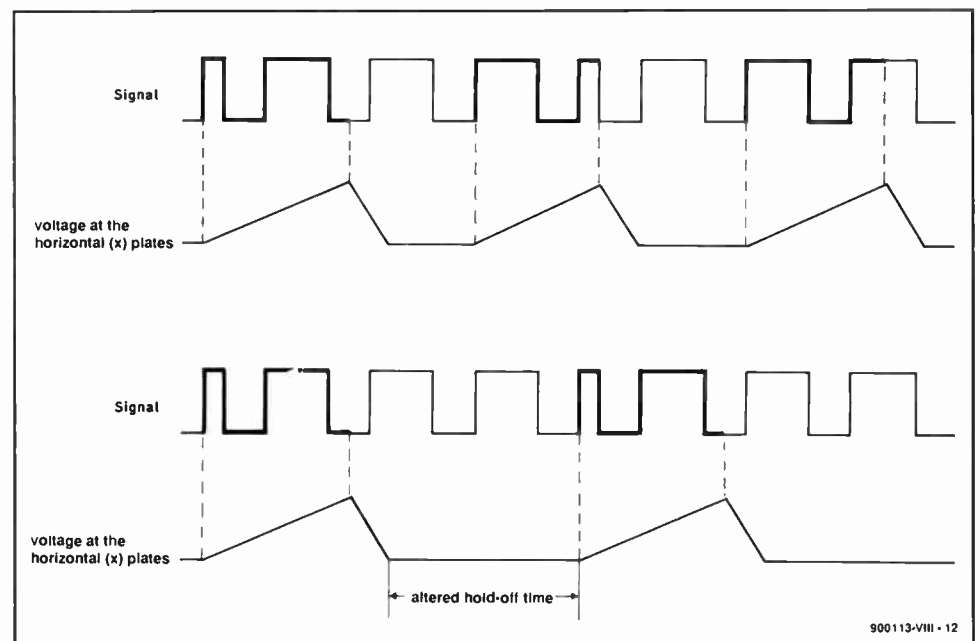 Signal
voltage at the
horizontal (x) plates
Signal
voltage at the
horizontal (x) plates
altered hold-off time
900113-VIII - 12